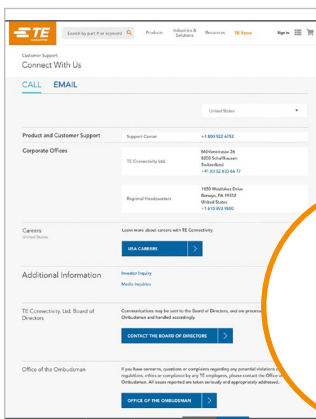 TE
Search by part # or keyword
Products
Industries & Solutions
Resources
TE Store
Sign in
Customer Support
Connect With Us
CALL EMAIL
United States
Product and Customer Support
Support Center
+1 800 522 6752
Corporate Offices
TE Connectivity Ltd.
Mühlenstrasse 26
8200 Schaffhausen
Switzerland
+41 (0) 52 633 66 77
Regional Headquarters
1050 Westlakes Drive
Berwyn, PA 19312
United States
+1 610 893 9800
Careers
United States
Learn more about careers with TE Connectivity.
USA CAREERS
Additional Information
Investor Inquiry
Media Inquiries
TE Connectivity Ltd. Board of
Directors
Communications may be sent to the Board of Directors, and are process
Ombudsman and handled accordingly.
CONTACT THE BOARD OF DIRECTORS
Office of the Ombudsman
If you have concerns, questions or complaints regarding any potential violations
regulations, ethics or compliance by any TE employees, please contact the Office
Ombudsman. All issues reported are taken seriously and appropriately addressed.
OFFICE OF THE OMBUDSMAN